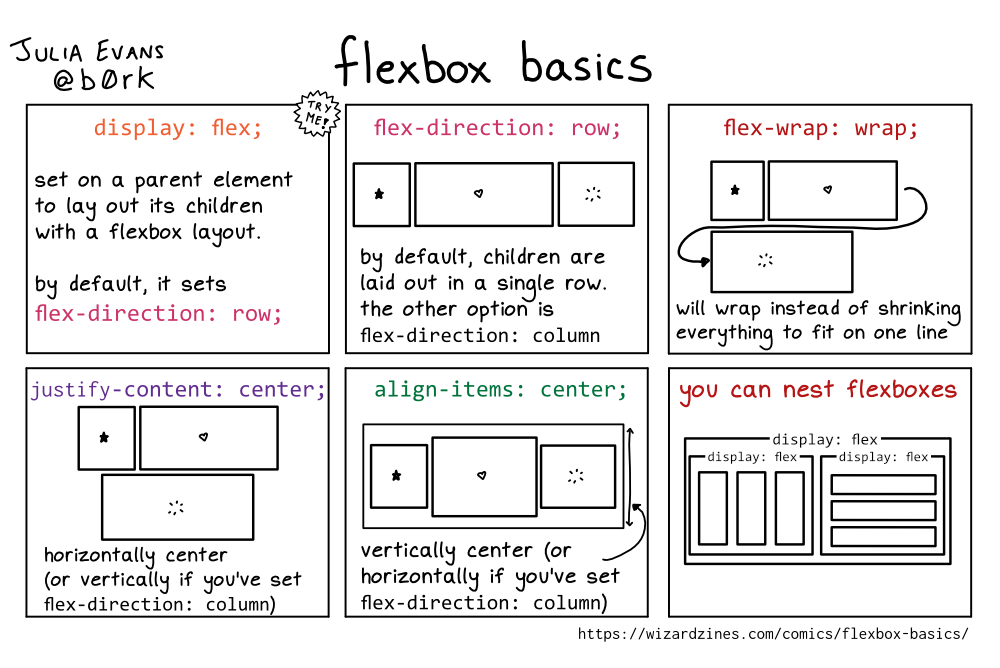 JULIA EVANS
@b0rk
flexbox basics
TRY
ME!
display: flex;
set on a parent element
to lay out its children
with a flexbox layout.
by default, it sets
flex-direction: row;
flex-direction: row;
by default, children are
laid out in a single row.
the other option is
flex-direction: column
flex-wrap: wrap;
will wrap instead of shrinking
everything to fit on one line
justify-content: center;
horizontally center
(or vertically if you've set
flex-direction: column)
align-items: center;
vertically center (or
horizontally if you've set
flex-direction: column)
you can nest flexboxes
display: flex
display: flex
display: flex
https://wizardzines.com/comics/flexbox-basics/